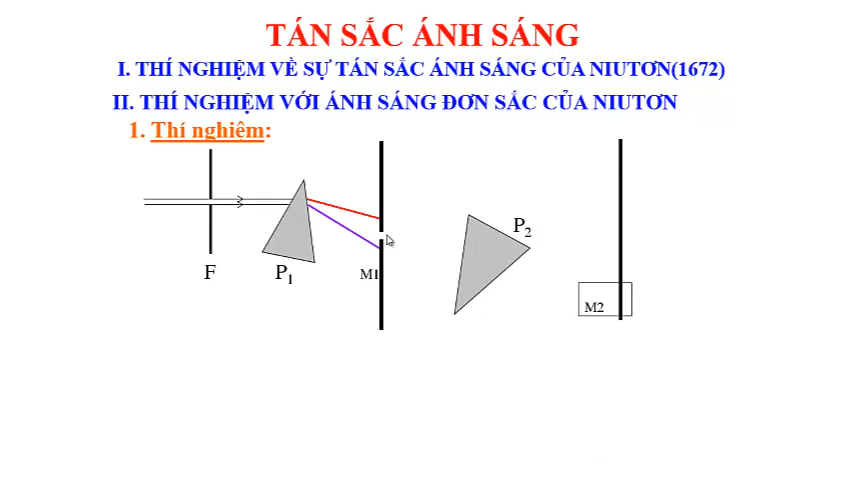 TÁN SẮC ÁNH SÁNG
I. THÍ NGHIỆM VỀ SỰ TÁN SẮC ÁNH SÁNG CỦA NIUTƠN(1672)
II. THÍ NGHIỆM VỚI ÁNH SÁNG ĐƠN SẮC CỦA NIUTƠN
1. Thí nghiệm:
P2
F
P1
M1
M2